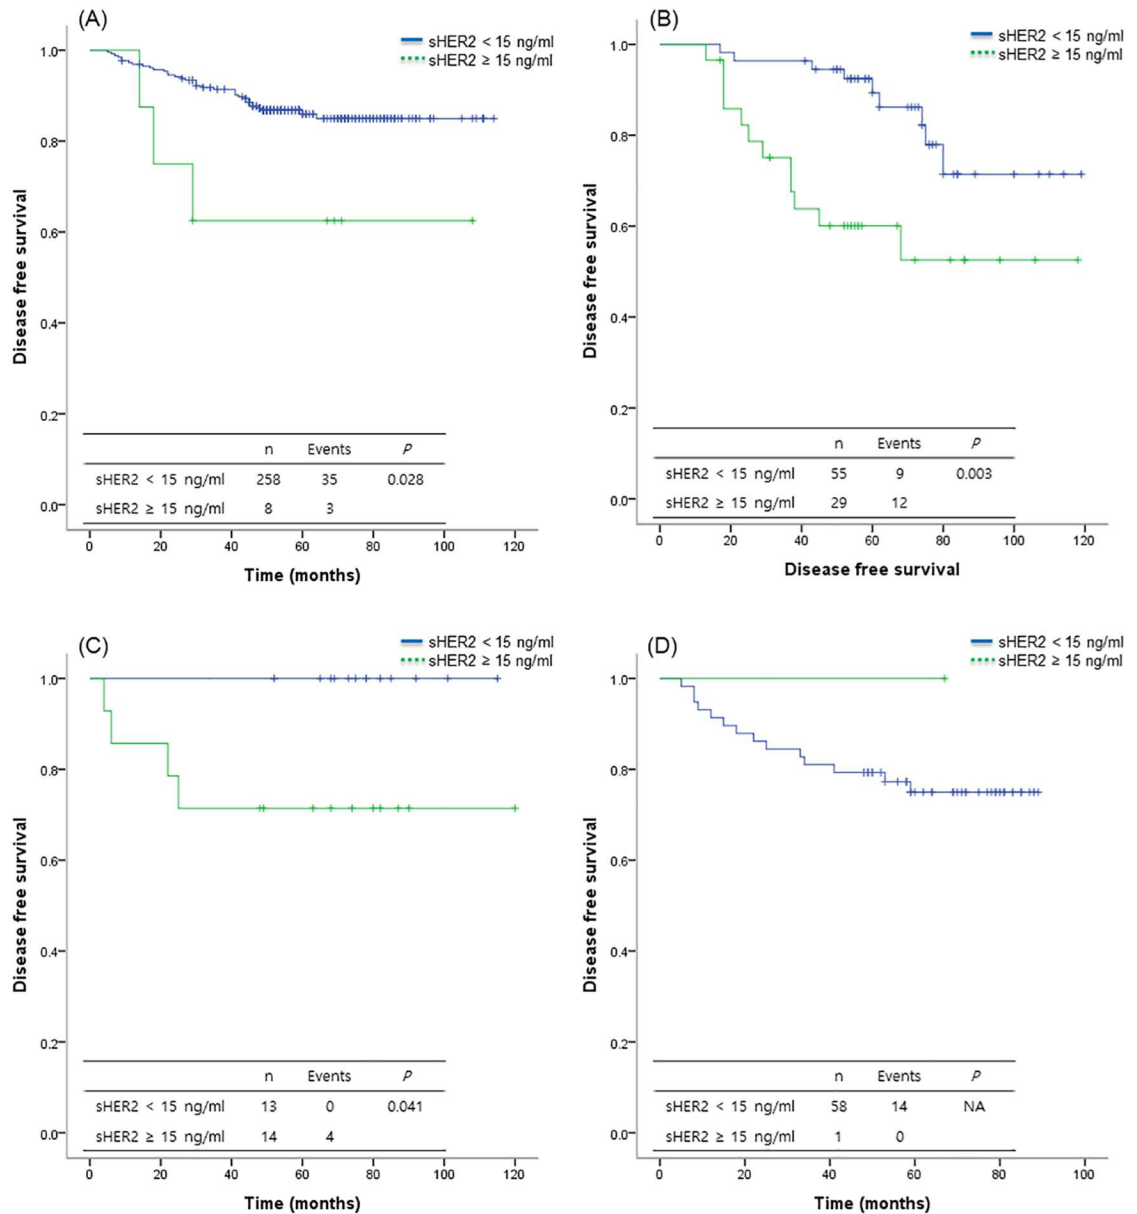 (A)
sHER2 < 15 ng/ml
sHER2 ≥ 15 ng/ml
Disease free survival
1.0
0.8
0.6
0.4
0.2
0.0
n Events P
sHER2 < 15 ng/ml 258 35 0.028
sHER2 ≥ 15 ng/ml 8 3
0 20 40 60 80 100 120
Time (months)
(B)
sHER2 < 15 ng/ml
sHER2 ≥ 15 ng/ml
Disease free survival
1.0
0.8
0.6
0.4
0.2
0.0
n Events P
sHER2 < 15 ng/ml 55 9 0.003
sHER2 ≥ 15 ng/ml 29 12
0 20 40 60 80 100 120
Disease free survival
(C)
sHER2 < 15 ng/ml
sHER2 ≥ 15 ng/ml
Disease free survival
1.0
0.8
0.6
0.4
0.2
0.0
n Events P
sHER2 < 15 ng/ml 13 0 0.041
sHER2 ≥ 15 ng/ml 14 4
0 20 40 60 80 100 120
Time (months)
(D)
sHER2 < 15 ng/ml
sHER2 ≥ 15 ng/ml
Disease free survival
1.0
0.8
0.6
0.4
0.2
0.0
n Events P
sHER2 < 15 ng/ml 58 14 NA
sHER2 ≥ 15 ng/ml 1 0
0 20 40 60 80 100
Time (months)